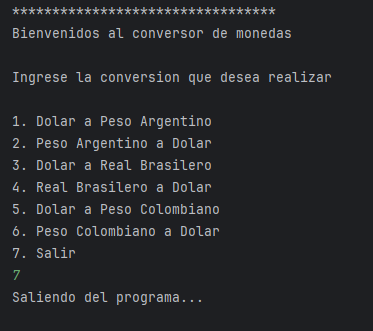 *********************************
Bienvenidos al conversor de monedas
Ingrese la conversion que desea realizar
1. Dolar a Peso Argentino
2. Peso Argentino a Dolar
3. Dolar a Real Brasilero
4. Real Brasilero a Dolar
5. Dolar a Peso Colombiano
6. Peso Colombiano a Dolar
7. Salir
7
Saliendo del programa...